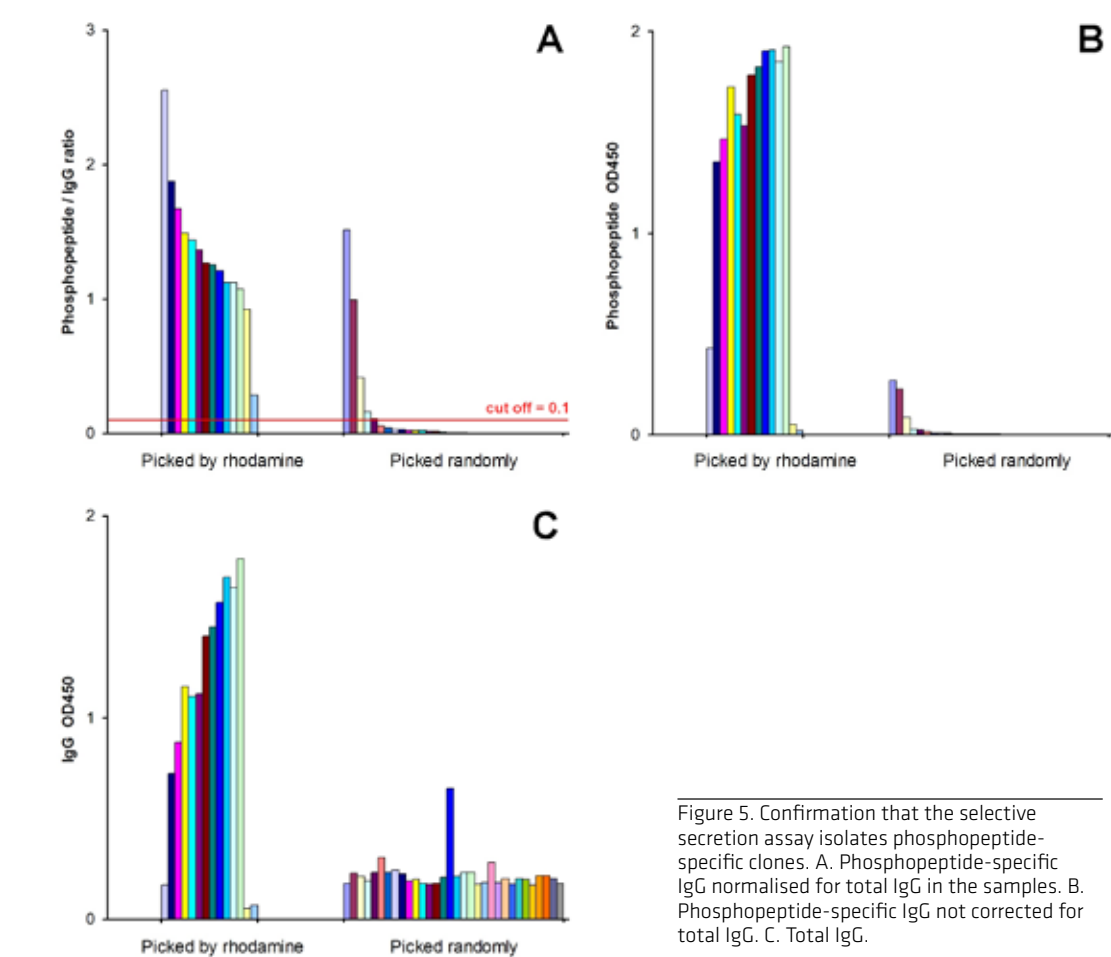 A
3
2
1
0
Phosphopeptide / IgG ratio
cut off = 0.1
Picked by rhodamine
Picked randomly
B
2
1
0
Phosphopeptide OD450
Picked by rhodamine
Picked randomly
C
2
1
0
IgG OD450
Picked by rhodamine
Picked randomly
Figure 5. Confirmation that the selective
secretion assay isolates phosphopeptide-
specific clones. A. Phosphopeptide-specific
IgG normalised for total IgG in the samples. B.
Phosphopeptide-specific IgG not corrected for
total IgG. C. Total IgG.